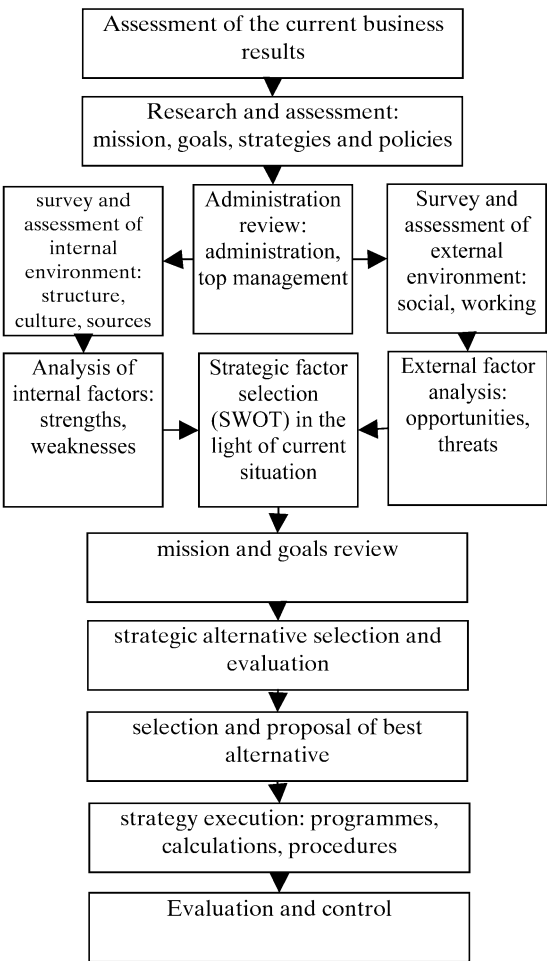 Assessment of the current business
results
Research and assessment:
mission, goals, strategies and policies
survey and
assessment of
internal
environment:
structure,
culture, sources
Administration
review:
administration,
top management
Survey and
assessment of
external
environment:
social, working
Analysis of
internal factors:
strengths,
weaknesses
Strategic factor
selection
(SWOT) in the
light of current
situation
External factor
analysis:
opportunities,
threats
mission and goals review
strategic alternative selection and
evaluation
selection and proposal of best
alternative
strategy execution: programmes,
calculations, procedures
Evaluation and control